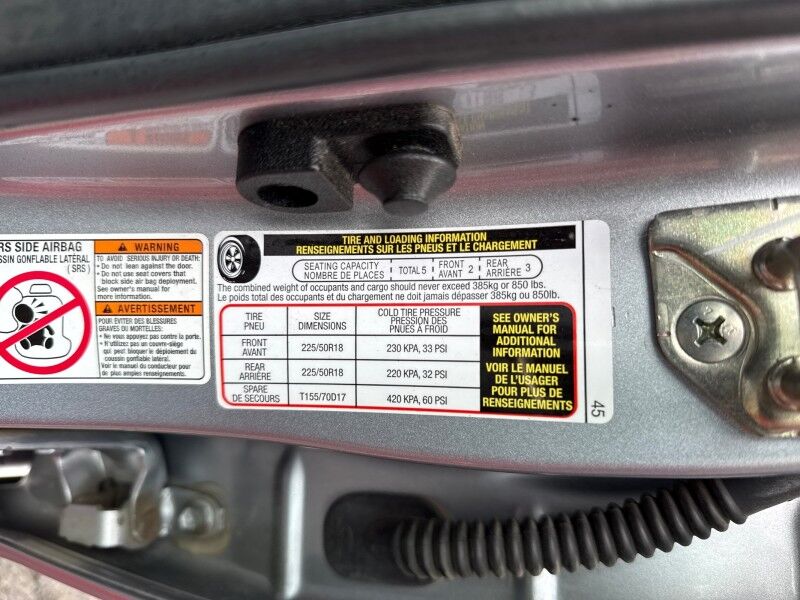 RS SIDE AIRBAG
SSIN GONFLABLE LATÉRAL
( SRS )
WARNING
TO AVOID SERIOUS INJURY OR DEATH:
• Do not lean against the door.
• Do not use seat covers that
block side air bag deployment.
See owner's manual for
more information.
AVERTISSEMENT
POUR ÉVITER DES BLESSURES
GRAVES OU MORTELLES:
• Ne vous appuyez pas contre la porte.
• N'utilisez pas un couvre-siège
qui peut bloquer le déploiement du
coussin gonflable latéral.
Voir le manuel du conducteur pour
de plus amples renseignements.
TIRE AND LOADING INFORMATION
RENSEIGNEMENTS SUR LES PNEUS ET LE CHARGEMENT
SEATING CAPACITY
NOMBRE DE PLACES
TOTAL 5
FRONT
AVANT 2
REAR
ARRIÈRE 3
The combined weight of occupants and cargo should never exceed 385kg or 850 lbs.
Le poids total des occupants et du chargement ne doit jamais dépasser 385kg ou 850lb.
TIRE
PNEU
SIZE
DIMENSIONS
COLD TIRE PRESSURE
PRESSION DES
PNUES A FROID
FRONT
AVANT
225/50R18
230 KPA, 33 PSI
REAR
ARRIÈRE
225/50R18
220 KPA, 32 PSI
SPARE
DE SECOURS
T155/70D17
420 KPA, 60 PSI
SEE OWNER'S
MANUAL FOR
ADDITIONAL
INFORMATION
VOIR LE MANUEL
DE L'USAGER
POUR PLUS DE
RENSEIGNEMENTS
45